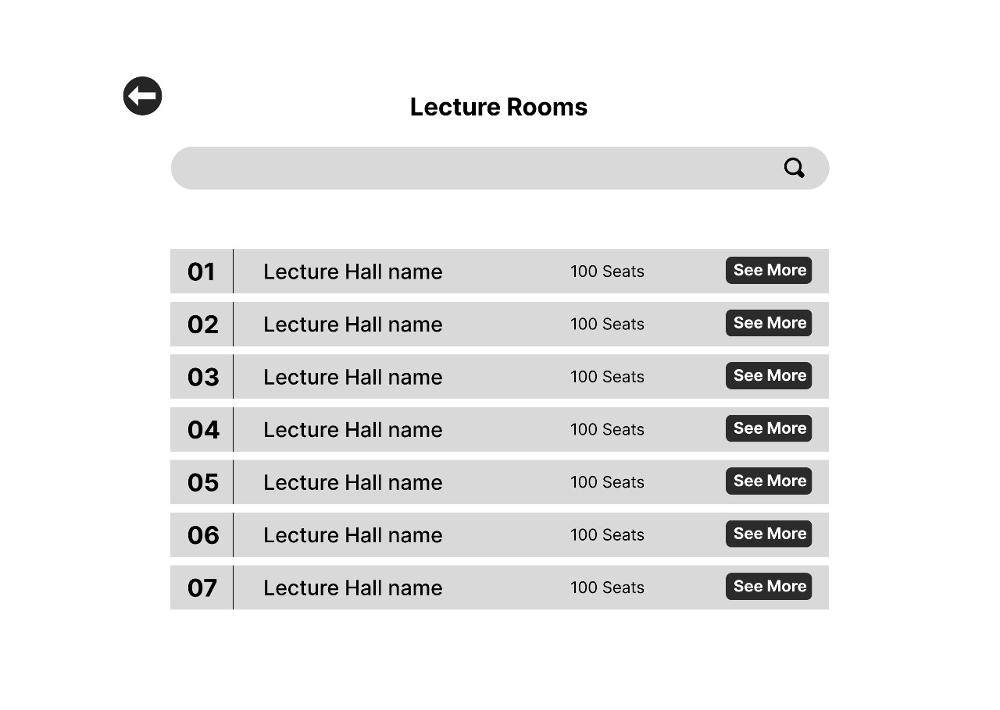 Lecture Rooms
01 Lecture Hall name 100 Seats See More
02 Lecture Hall name 100 Seats See More
03 Lecture Hall name 100 Seats See More
04 Lecture Hall name 100 Seats See More
05 Lecture Hall name 100 Seats See More
06 Lecture Hall name 100 Seats See More
07 Lecture Hall name 100 Seats See More